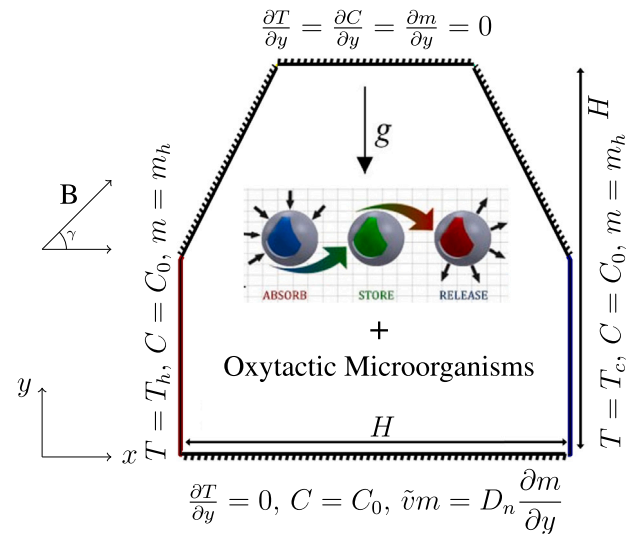 ∂T/∂y = ∂C/∂y = ∂m/∂y = 0
g
B
γ
ABSORB STORE RELEASE
+
Oxytactic Microorganisms
T = T_h, C = C_0, m = m_h
T = T_c, C = C_0, m = m_h
H
H
y
x
∂T/∂y = 0, C = C_0, ṽm = D_n ∂m/∂y